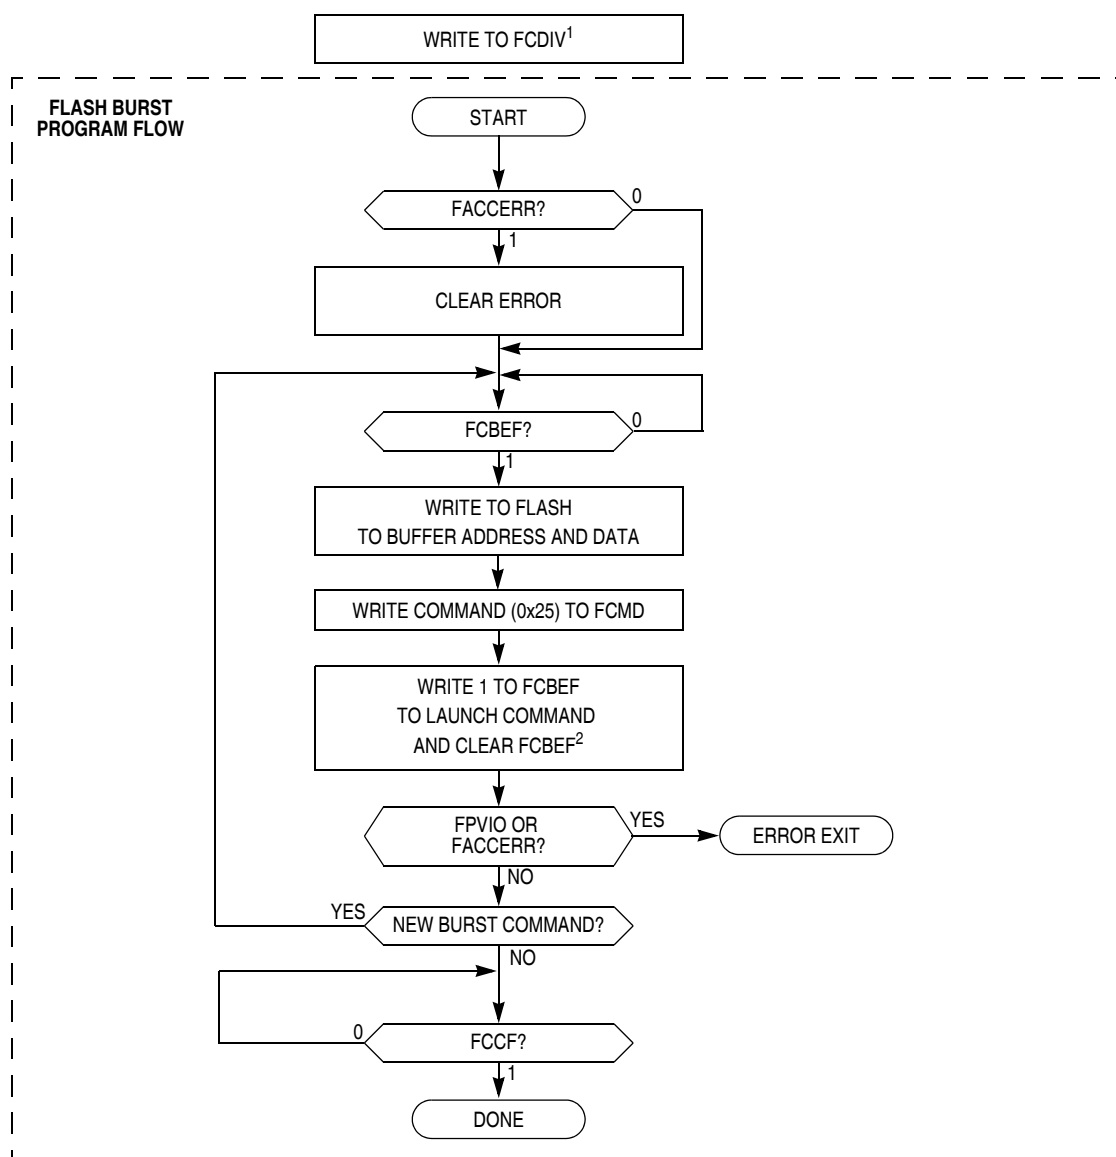 WRITE TO FCDIV1
FLASH BURST
PROGRAM FLOW
START
FACCERR?
0
1
CLEAR ERROR
FCBEF?
0
1
WRITE TO FLASH
TO BUFFER ADDRESS AND DATA
WRITE COMMAND (0x25) TO FCMD
WRITE 1 TO FCBEF
TO LAUNCH COMMAND
AND CLEAR FCBEF2
FPVIO OR
FACCERR?
YES
ERROR EXIT
NO
YES
NEW BURST COMMAND?
NO
0
FCCF?
1
DONE